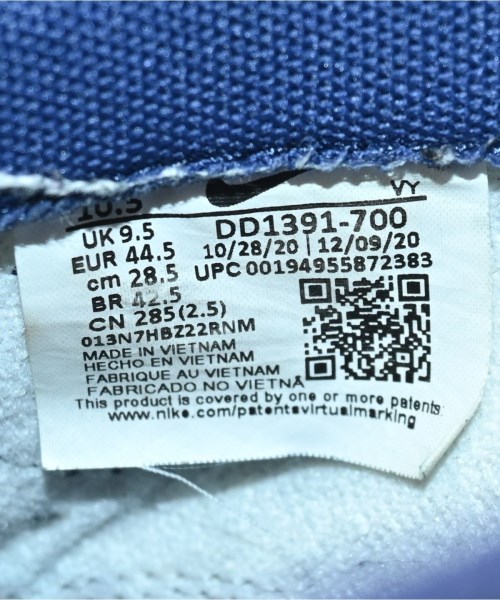 10.5 VY
UK 9.5 DD1391-700
EUR 44.5 10/28/20 | 12/09/20
cm 28.5 UPC 00194955872383
BR 42.5
CN 285(2.5)
013N7HBZ22RNM
MADE IN VIETNAM
HECHO EN VIETNAM
FABRIQUE AU VIETNAM
FABRICADO NO VIETNÃ
This product is covered by one or more patents
www.nike.com/patentsvirtualmarking